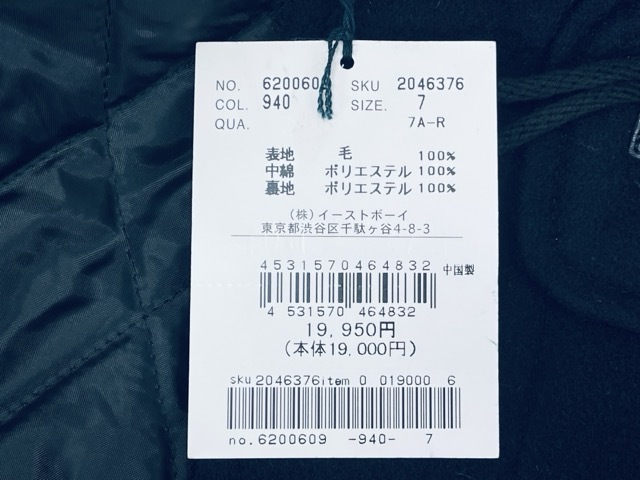 NO. 6200609 SKU 2046376
COL. 940 SIZE. 7
QUA. 7A-R
表地 毛 100%
中綿 ポリエステル 100%
裏地 ポリエステル 100%
(株)イーストボーイ
東京都渋谷区千駄ヶ谷4-8-3
4531570464832 中国製
4 531570 464832
19,950円
(本体19,000円)
sku 2046376 item 0 019000 6
no. 6200609 -940- 7